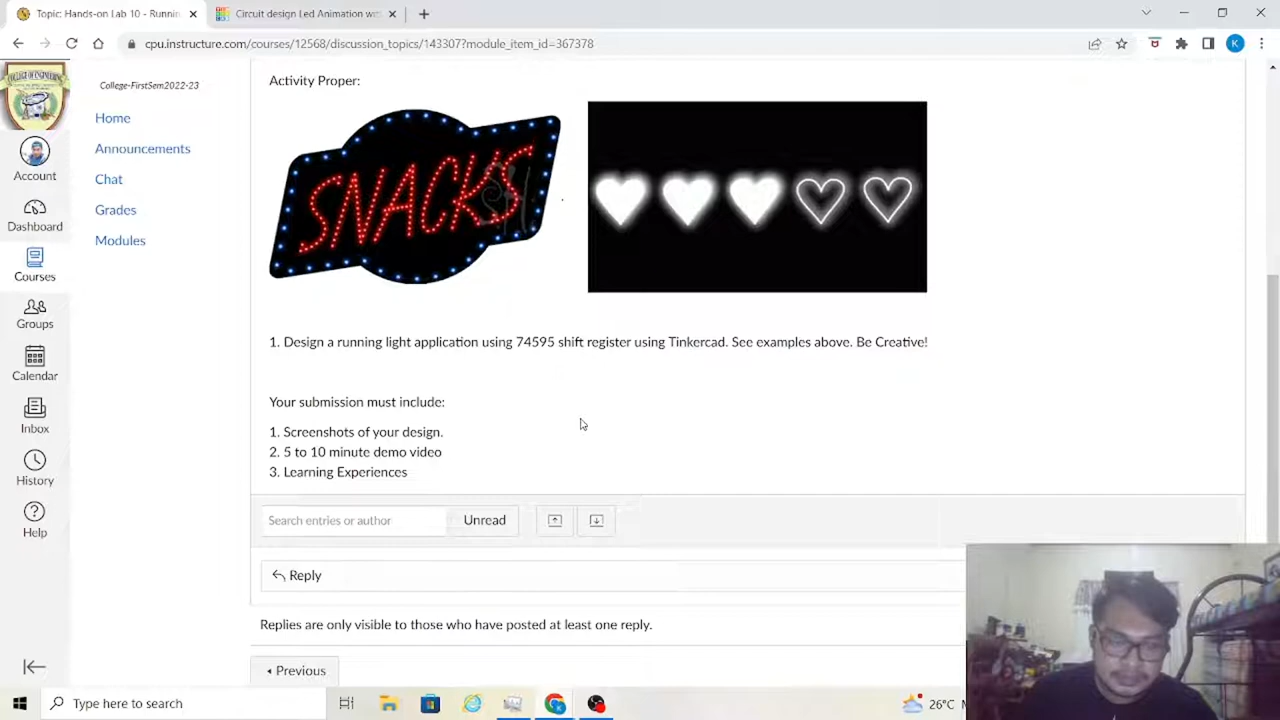 Topic: Hands-on Lab 10 - Runnin
Circuit design Led Animation wit
cpu.instructure.com/courses/12568/discussion_topics/143307?module_item_id=367378
K
COLLEGE OF ENGINEERING
College-FirstSem2022-23
Home
Announcements
Chat
Grades
Modules
Account
Dashboard
Courses
Groups
Calendar
Inbox
History
Help
Activity Proper:
SNACKS
1. Design a running light application using 74595 shift register using Tinkercad. See examples above. Be Creative!
Your submission must include:
1. Screenshots of your design.
2. 5 to 10 minute demo video
3. Learning Experiences
Search entries or author
Unread
Reply
Replies are only visible to those who have posted at least one reply.
Previous
Type here to search
26°C